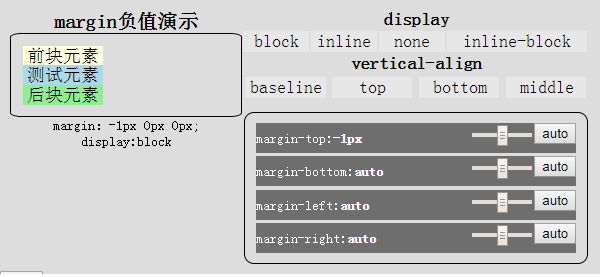 margin负值演示
前块元素
测试元素
后块元素
margin: -1px 0px 0px;
display:block
display
block inline none inline-block
vertical-align
baseline top bottom middle
margin-top:-1px auto
margin-bottom:auto auto
margin-left:auto auto
margin-right:auto auto